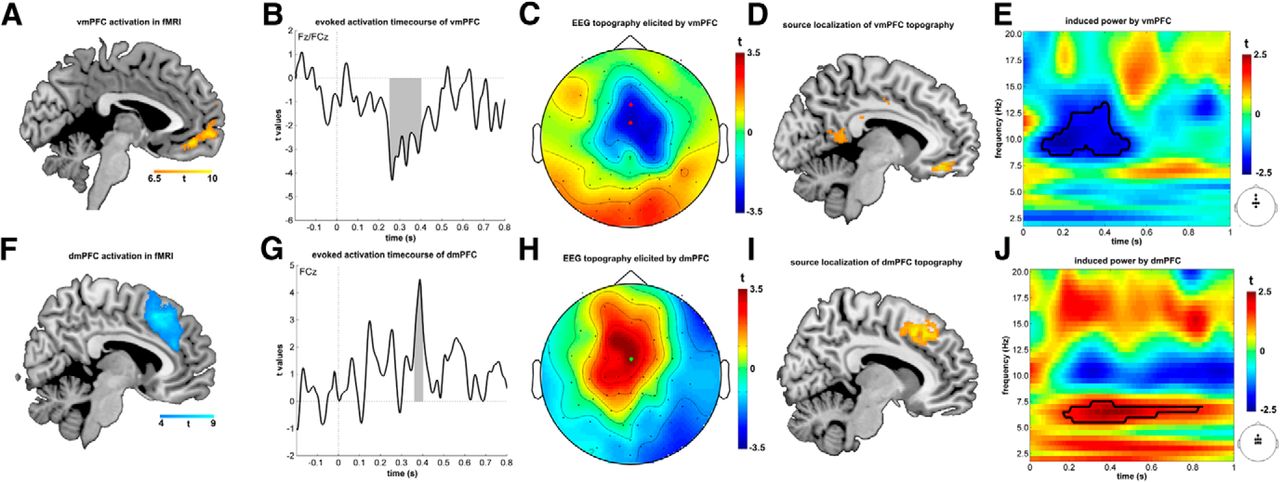 A
vmPFC activation in fMRI
6.5 t 10
B
evoked activation timecourse of vmPFC
Fz/FCz
2
1
0
-1
-2
-3
-4
-5
-6
t values
-0.1 0 0.1 0.2 0.3 0.4 0.5 0.6 0.7 0.8
time (s)
C
EEG topography elicited by vmPFC
t
3.5
0
-3.5
D
source localization of vmPFC topography
E
induced power by vmPFC
20.0
17.5
15.0
12.5
10.0
7.5
5.0
2.5
frequency (Hz)
0 0.2 0.4 0.6 0.8 1
time (s)
t
2.5
0
-2.5
F
dmPFC activation in fMRI
4 t 9
G
evoked activation timecourse of dmPFC
FCz
5
4
3
2
1
0
-1
-2
t values
-0.1 0 0.1 0.2 0.3 0.4 0.5 0.6 0.7 0.8
time (s)
H
EEG topography elicited by dmPFC
t
3.5
0
-3.5
I
source localization of dmPFC topography
J
induced power by dmPFC
20.0
17.5
15.0
12.5
10.0
7.5
5.0
2.5
frequency (Hz)
0 0.2 0.4 0.6 0.8 1
time (s)
t
2.5
0
-2.5